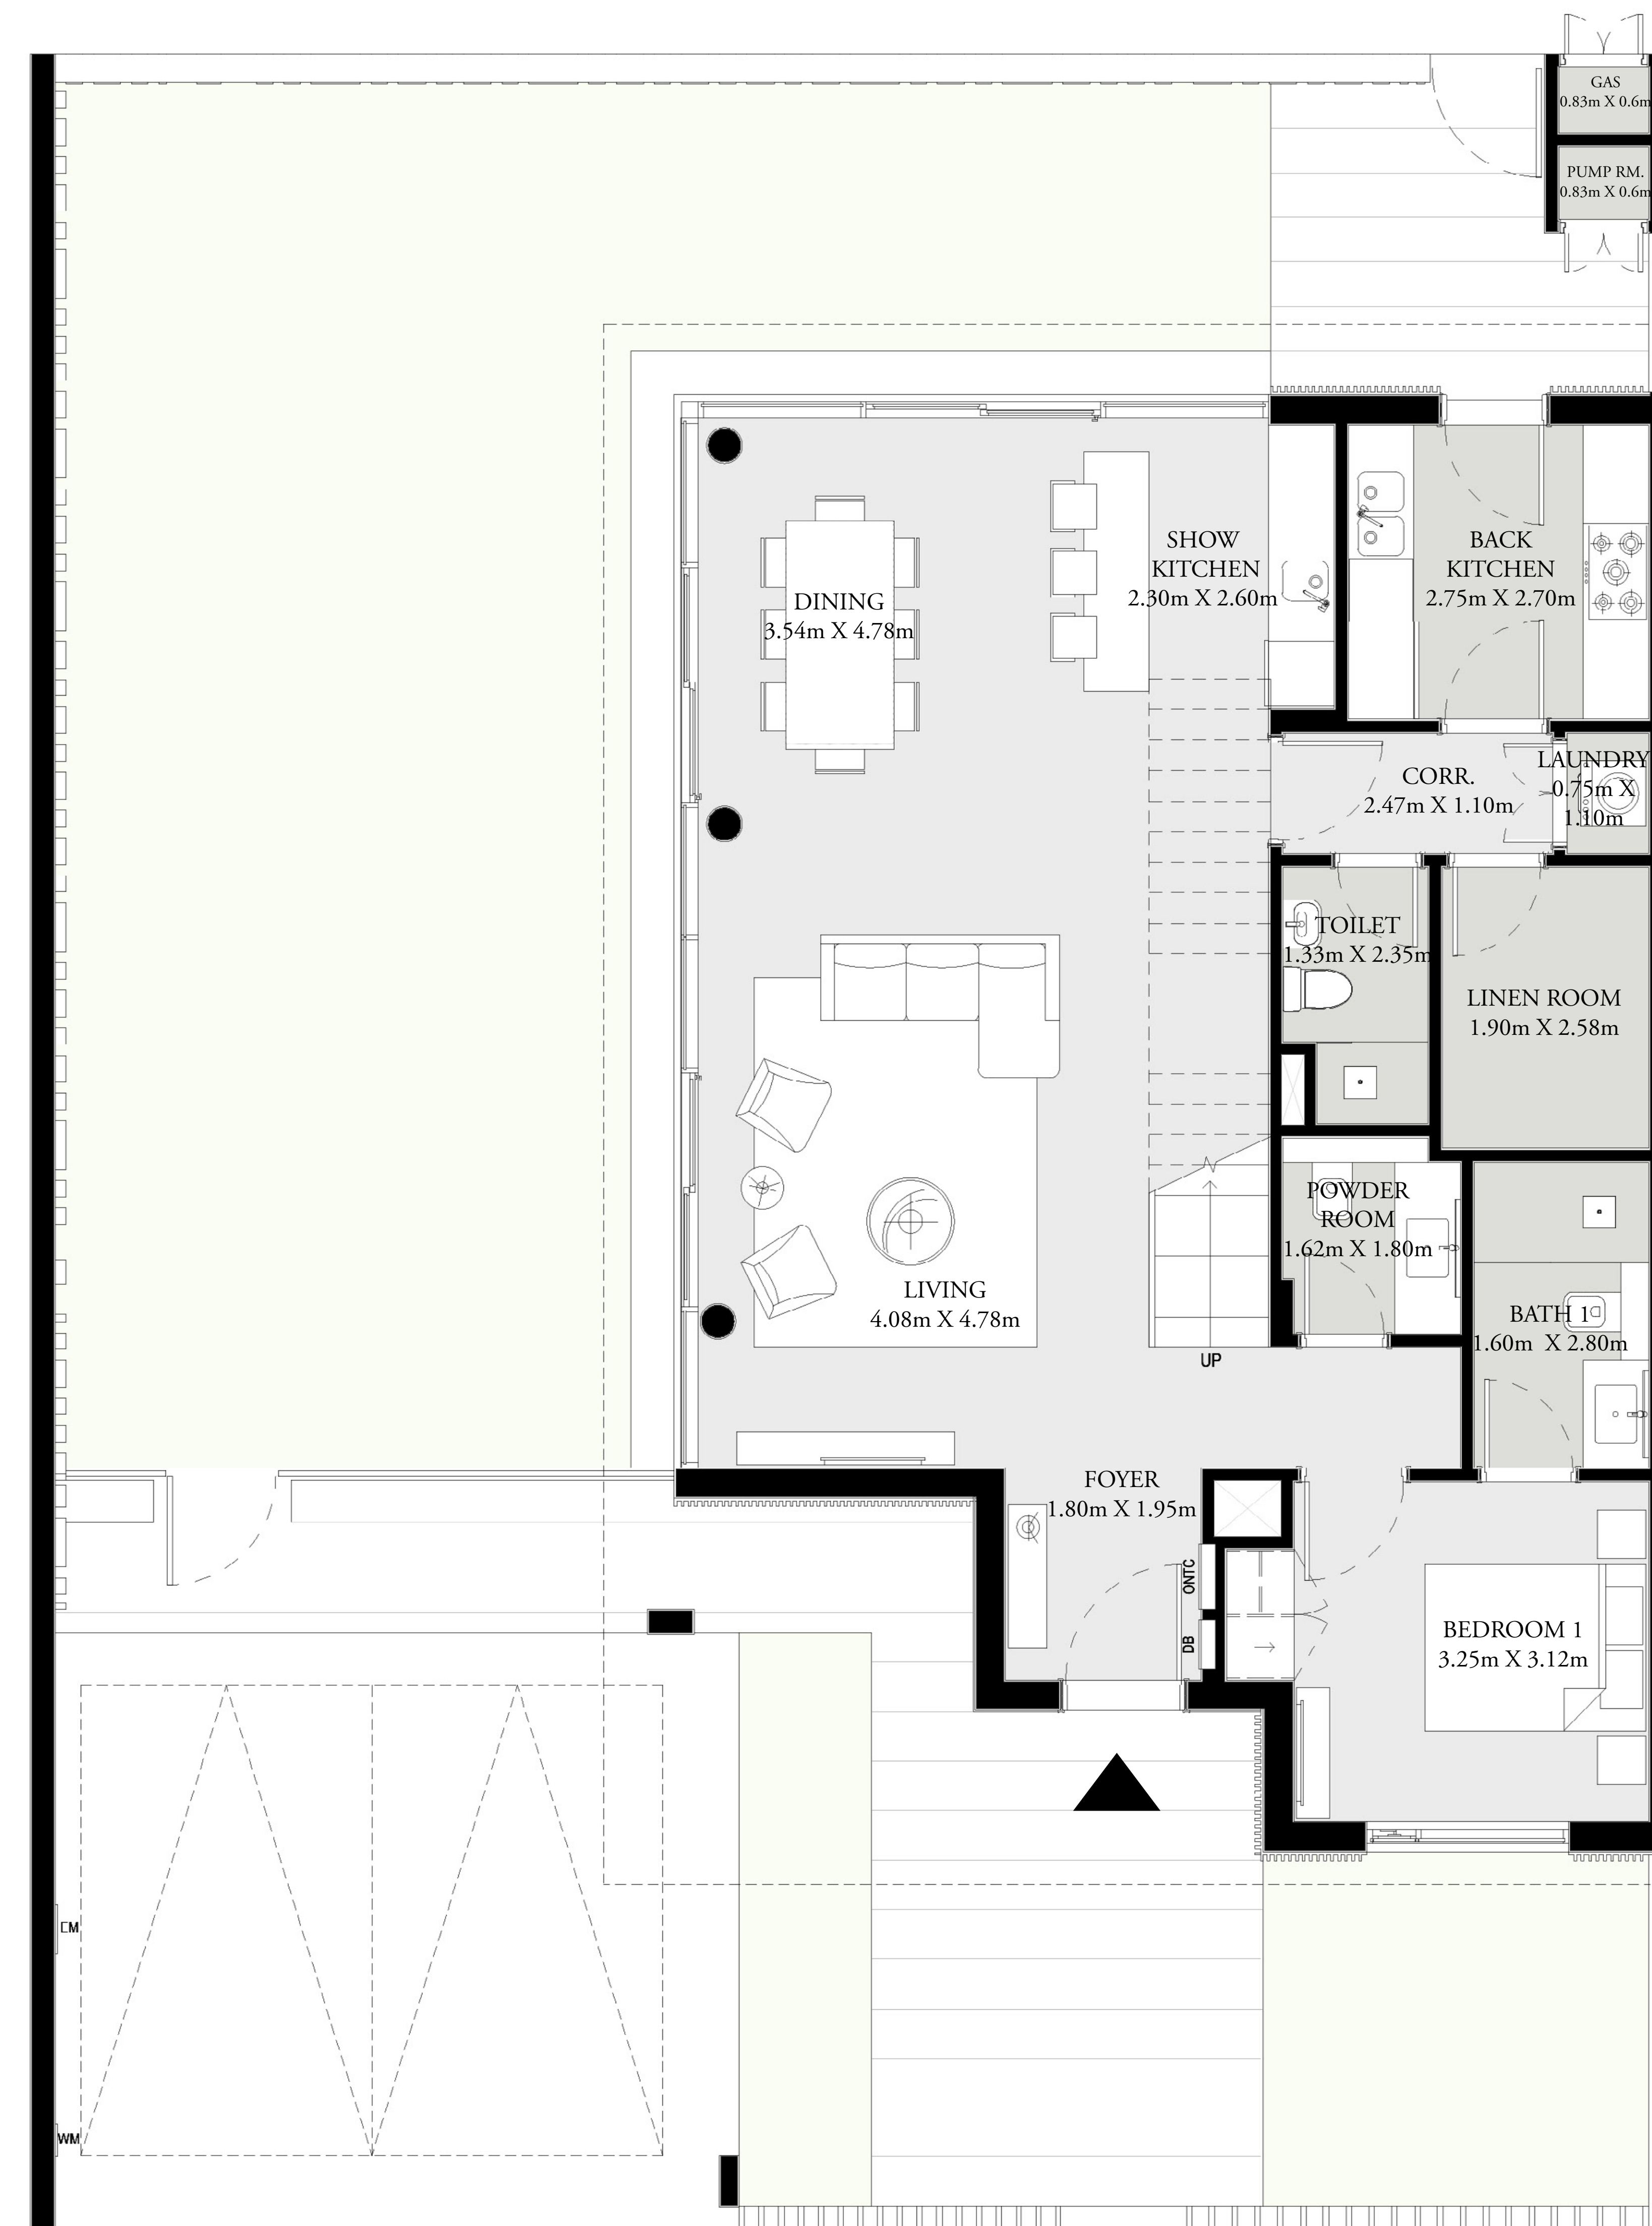 GAS
0.83m X 0.6m
PUMP RM.
0.83m X 0.6m
SHOW
KITCHEN
2.30m X 2.60m
BACK
KITCHEN
2.75m X 2.70m
DINING
3.54m X 4.78m
CORR.
2.47m X 1.10m
LAUNDRY
0.75m X
1.10m
TOILET
1.33m X 2.35m
LINEN ROOM
1.90m X 2.58m
POWDER
ROOM
1.62m X 1.80m
LIVING
4.08m X 4.78m
BATH 1
1.60m X 2.80m
UP
FOYER
1.80m X 1.95m
ONTC
DB
BEDROOM 1
3.25m X 3.12m
WM